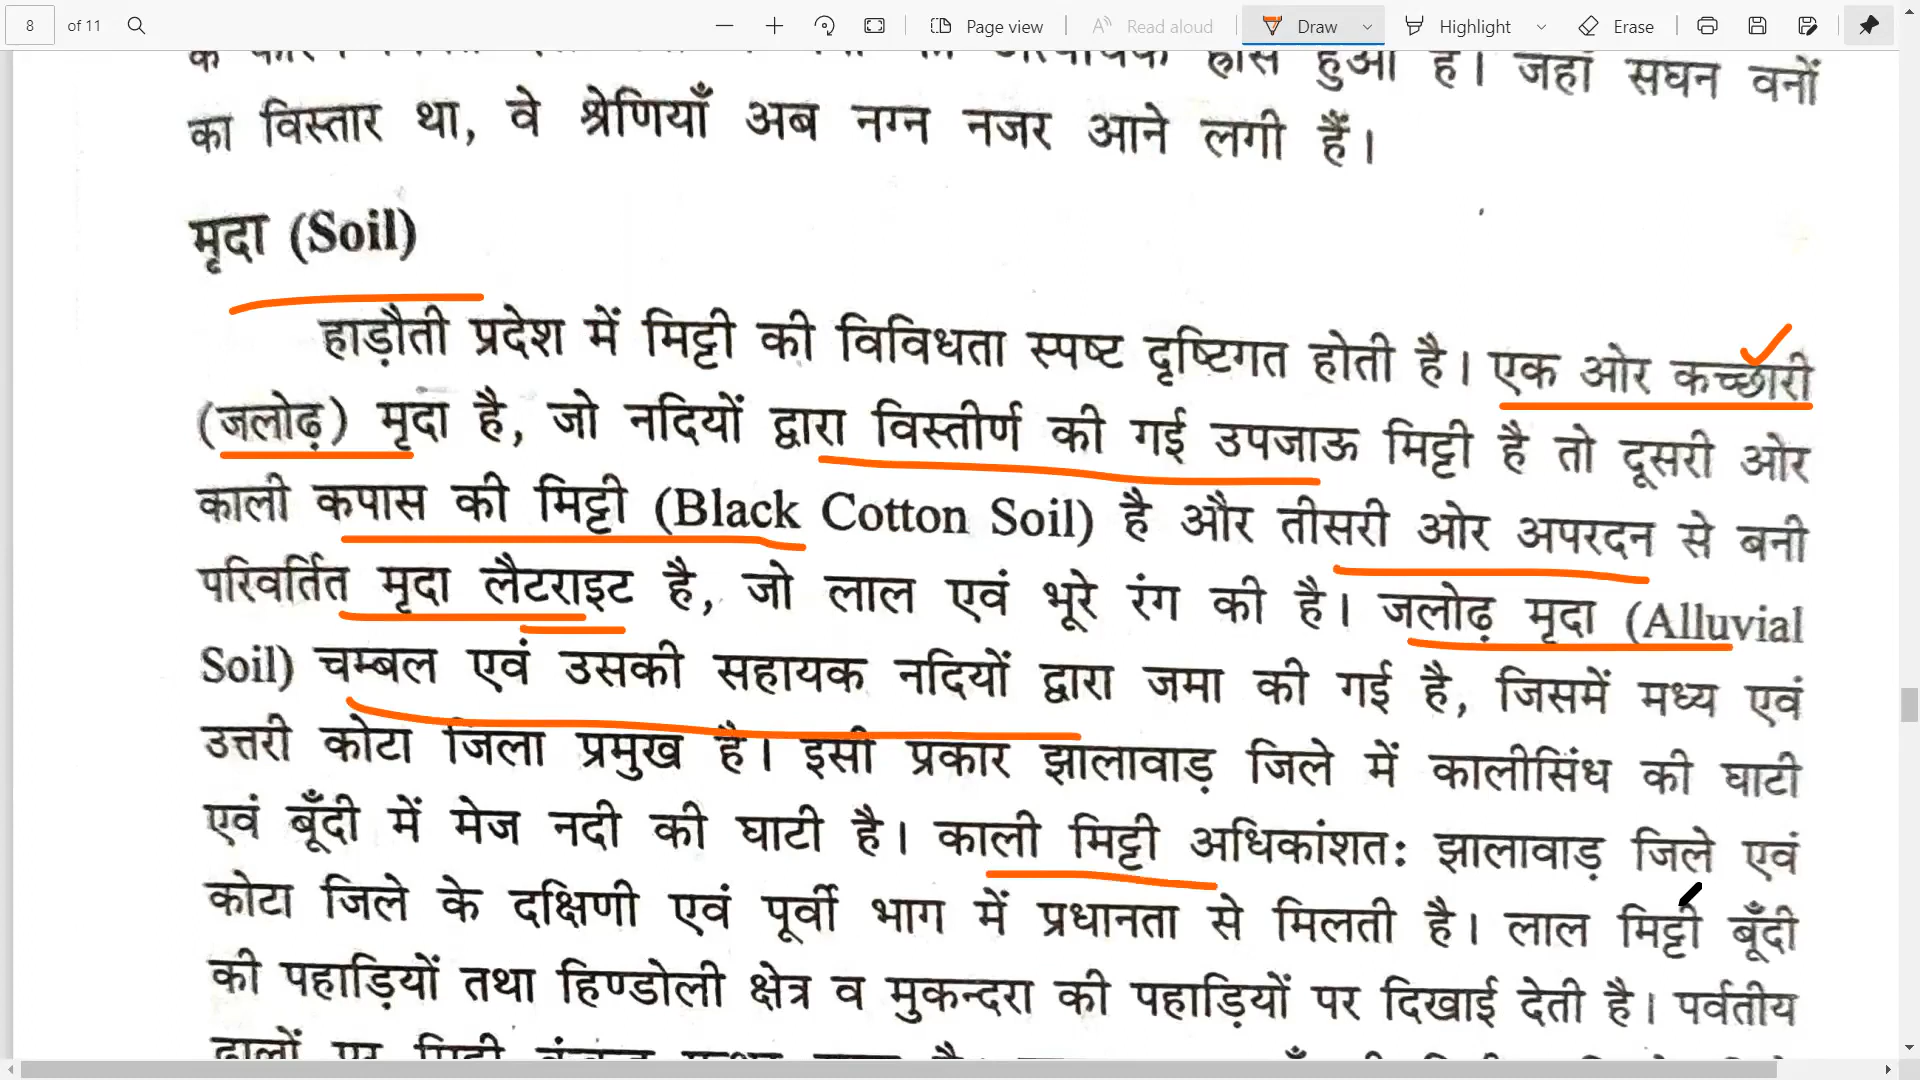 8 of 11 Page view Read aloud Draw Highlight Erase
हुआ है। जहाँ सघन वनों
का विस्तार था, वे श्रेणियाँ अब नग्न नजर आने लगी हैं।
मृदा (Soil)
हाड़ौती प्रदेश में मिट्टी की विविधता स्पष्ट दृष्टिगत होती है। एक ओर कच्छारी
(जलोढ़) मृदा है, जो नदियों द्वारा विस्तीर्ण की गई उपजाऊ मिट्टी है तो दूसरी ओर
काली कपास की मिट्टी (Black Cotton Soil) है और तीसरी ओर अपरदन से बनी
परिवर्तित मृदा लैटराइट है, जो लाल एवं भूरे रंग की है। जलोढ़ मृदा (Alluvial
Soil) चम्बल एवं उसकी सहायक नदियों द्वारा जमा की गई है, जिसमें मध्य एवं
उत्तरी कोटा जिला प्रमुख है। इसी प्रकार झालावाड़ जिले में कालीसिंध की घाटी
एवं बूँदी में मेज नदी की घाटी है। काली मिट्टी अधिकांशतः झालावाड़ जिले एवं
कोटा जिले के दक्षिणी एवं पूर्वी भाग में प्रधानता से मिलती है। लाल मिट्टी बूँदी
की पहाड़ियों तथा हिण्डोली क्षेत्र व मुकन्दरा की पहाड़ियों पर दिखाई देती है। पर्वतीय